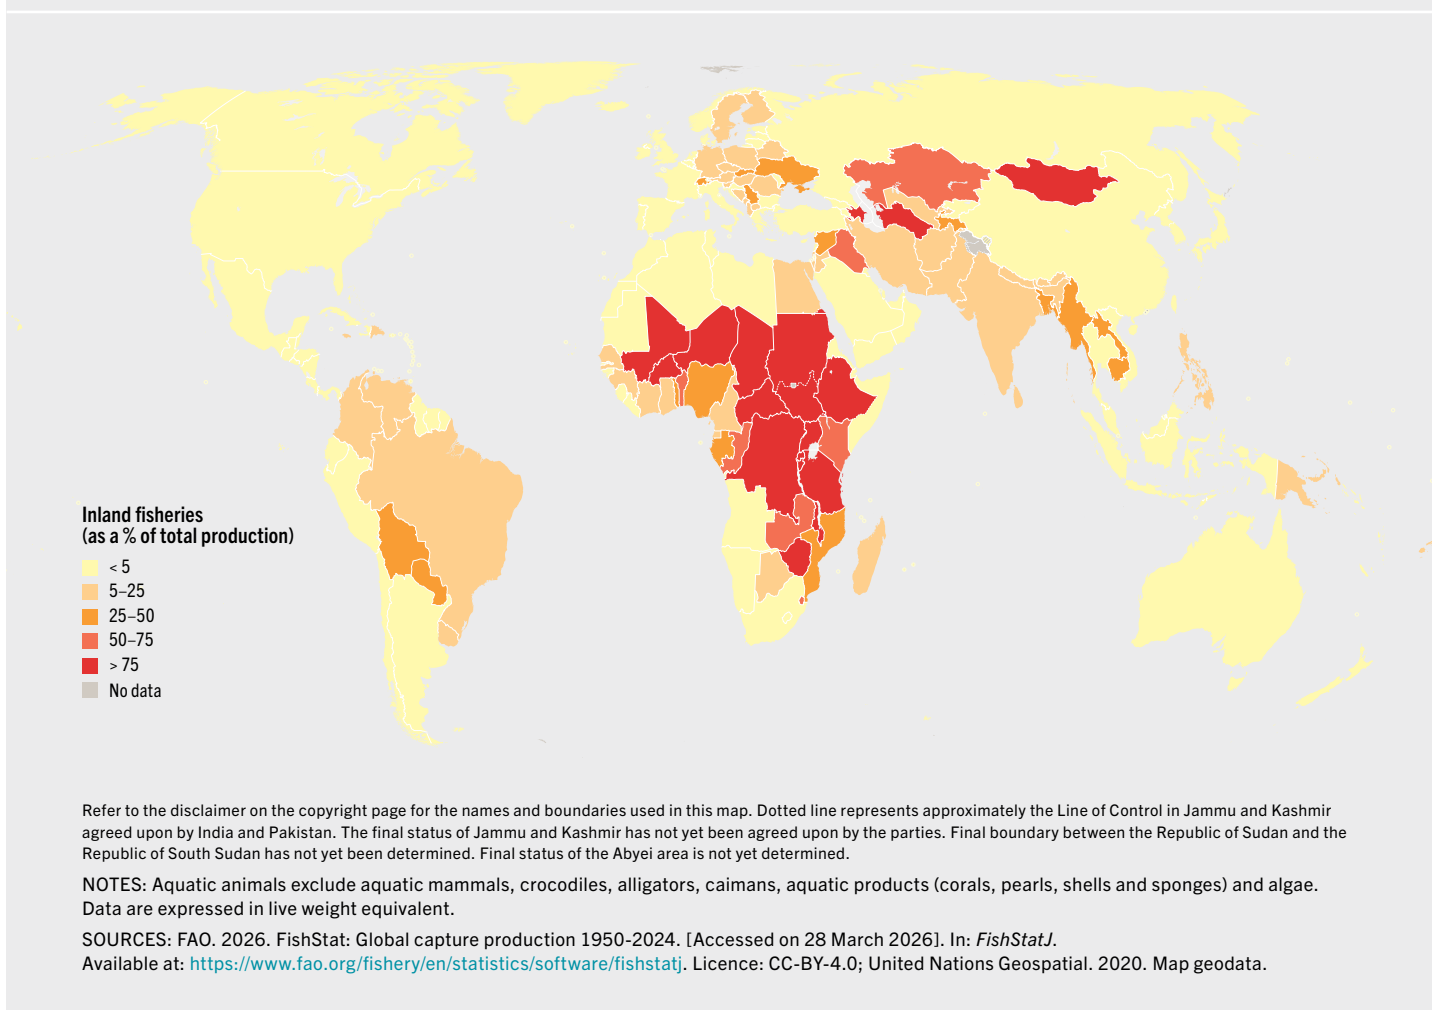 Inland fisheries
(as a % of total production)
< 5
5–25
25–50
50–75
> 75
No data
Refer to the disclaimer on the copyright page for the names and boundaries used in this map. Dotted line represents approximately the Line of Control in Jammu and Kashmir
agreed upon by India and Pakistan. The final status of Jammu and Kashmir has not yet been agreed upon by the parties. Final boundary between the Republic of Sudan and the
Republic of South Sudan has not yet been determined. Final status of the Abyei area is not yet determined.
NOTES: Aquatic animals exclude aquatic mammals, crocodiles, alligators, caimans, aquatic products (corals, pearls, shells and sponges) and algae.
Data are expressed in live weight equivalent.
SOURCES: FAO. 2026. FishStat: Global capture production 1950-2024. [Accessed on 28 March 2026]. In: FishStatJ.
Available at: https://www.fao.org/fishery/en/statistics/software/fishstatj. Licence: CC-BY-4.0; United Nations Geospatial. 2020. Map geodata.